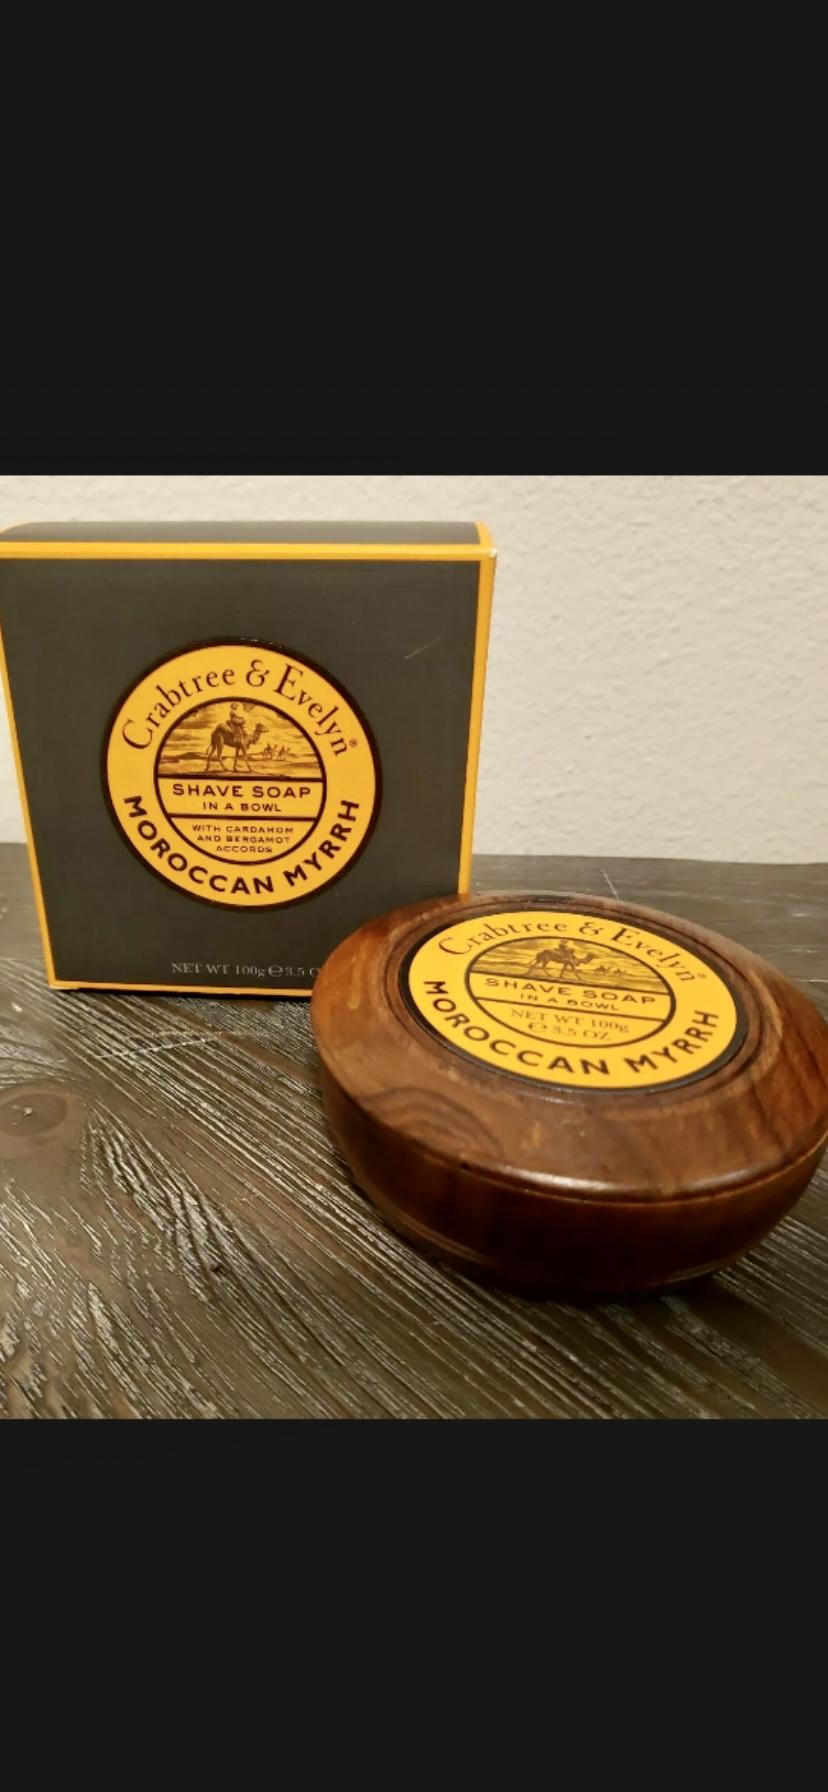 Crabtree & Evelyn®
SHAVE SOAP
IN A BOWL
WITH CARDAMOM
AND BERGAMOT
ACCORDS
MOROCCAN MYRRH
NET WT 100g ℮ 3.5 O
Crabtree & Evelyn®
SHAVE SOAP
IN A BOWL
NET WT 100g
℮ 3.5 OZ
MOROCCAN MYRRH